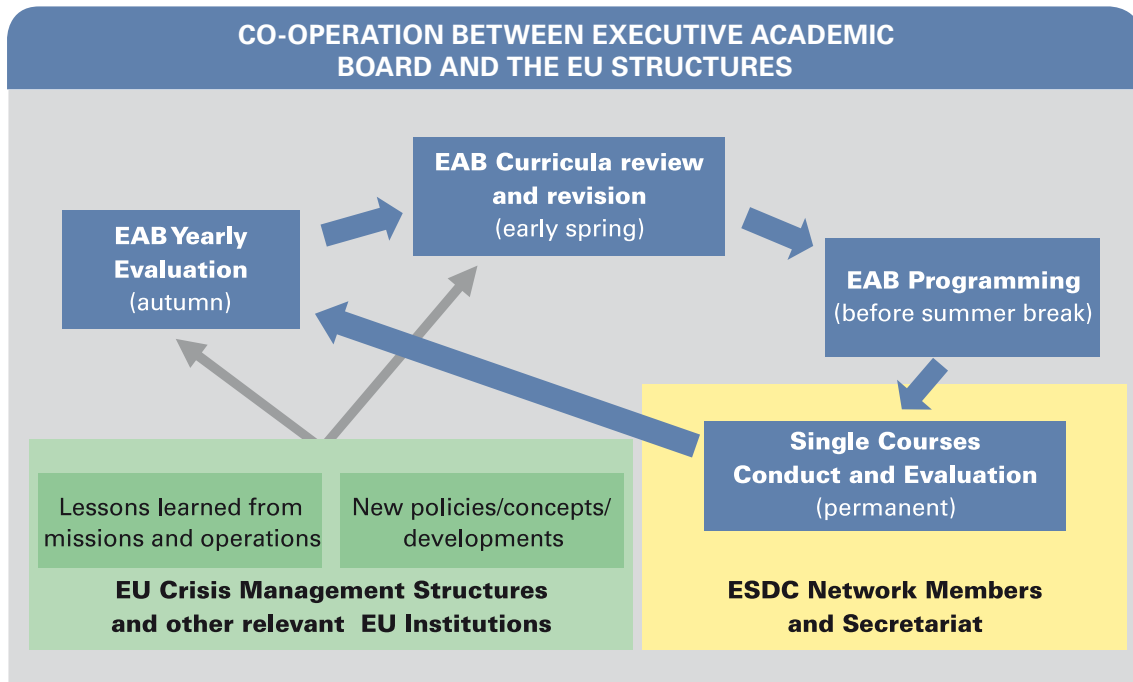 CO-OPERATION BETWEEN EXECUTIVE ACADEMIC
BOARD AND THE EU STRUCTURES
EAB Curricula review
and revision
(early spring)
EAB Yearly
Evaluation
(autumn)
EAB Programming
(before summer break)
Single Courses
Conduct and Evaluation
(permanent)
Lessons learned from
missions and operations
New policies/concepts/
developments
EU Crisis Management Structures
and other relevant EU Institutions
ESDC Network Members
and Secretariat